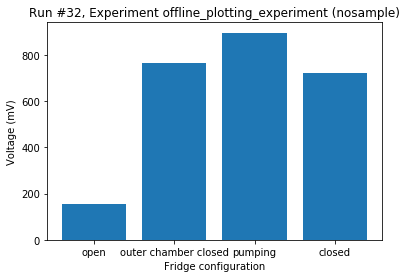 Run #32, Experiment offline_plotting_experiment (nosample)
800
600
400
200
0
Voltage (mV)
open outer chamber closed pumping closed
Fridge configuration